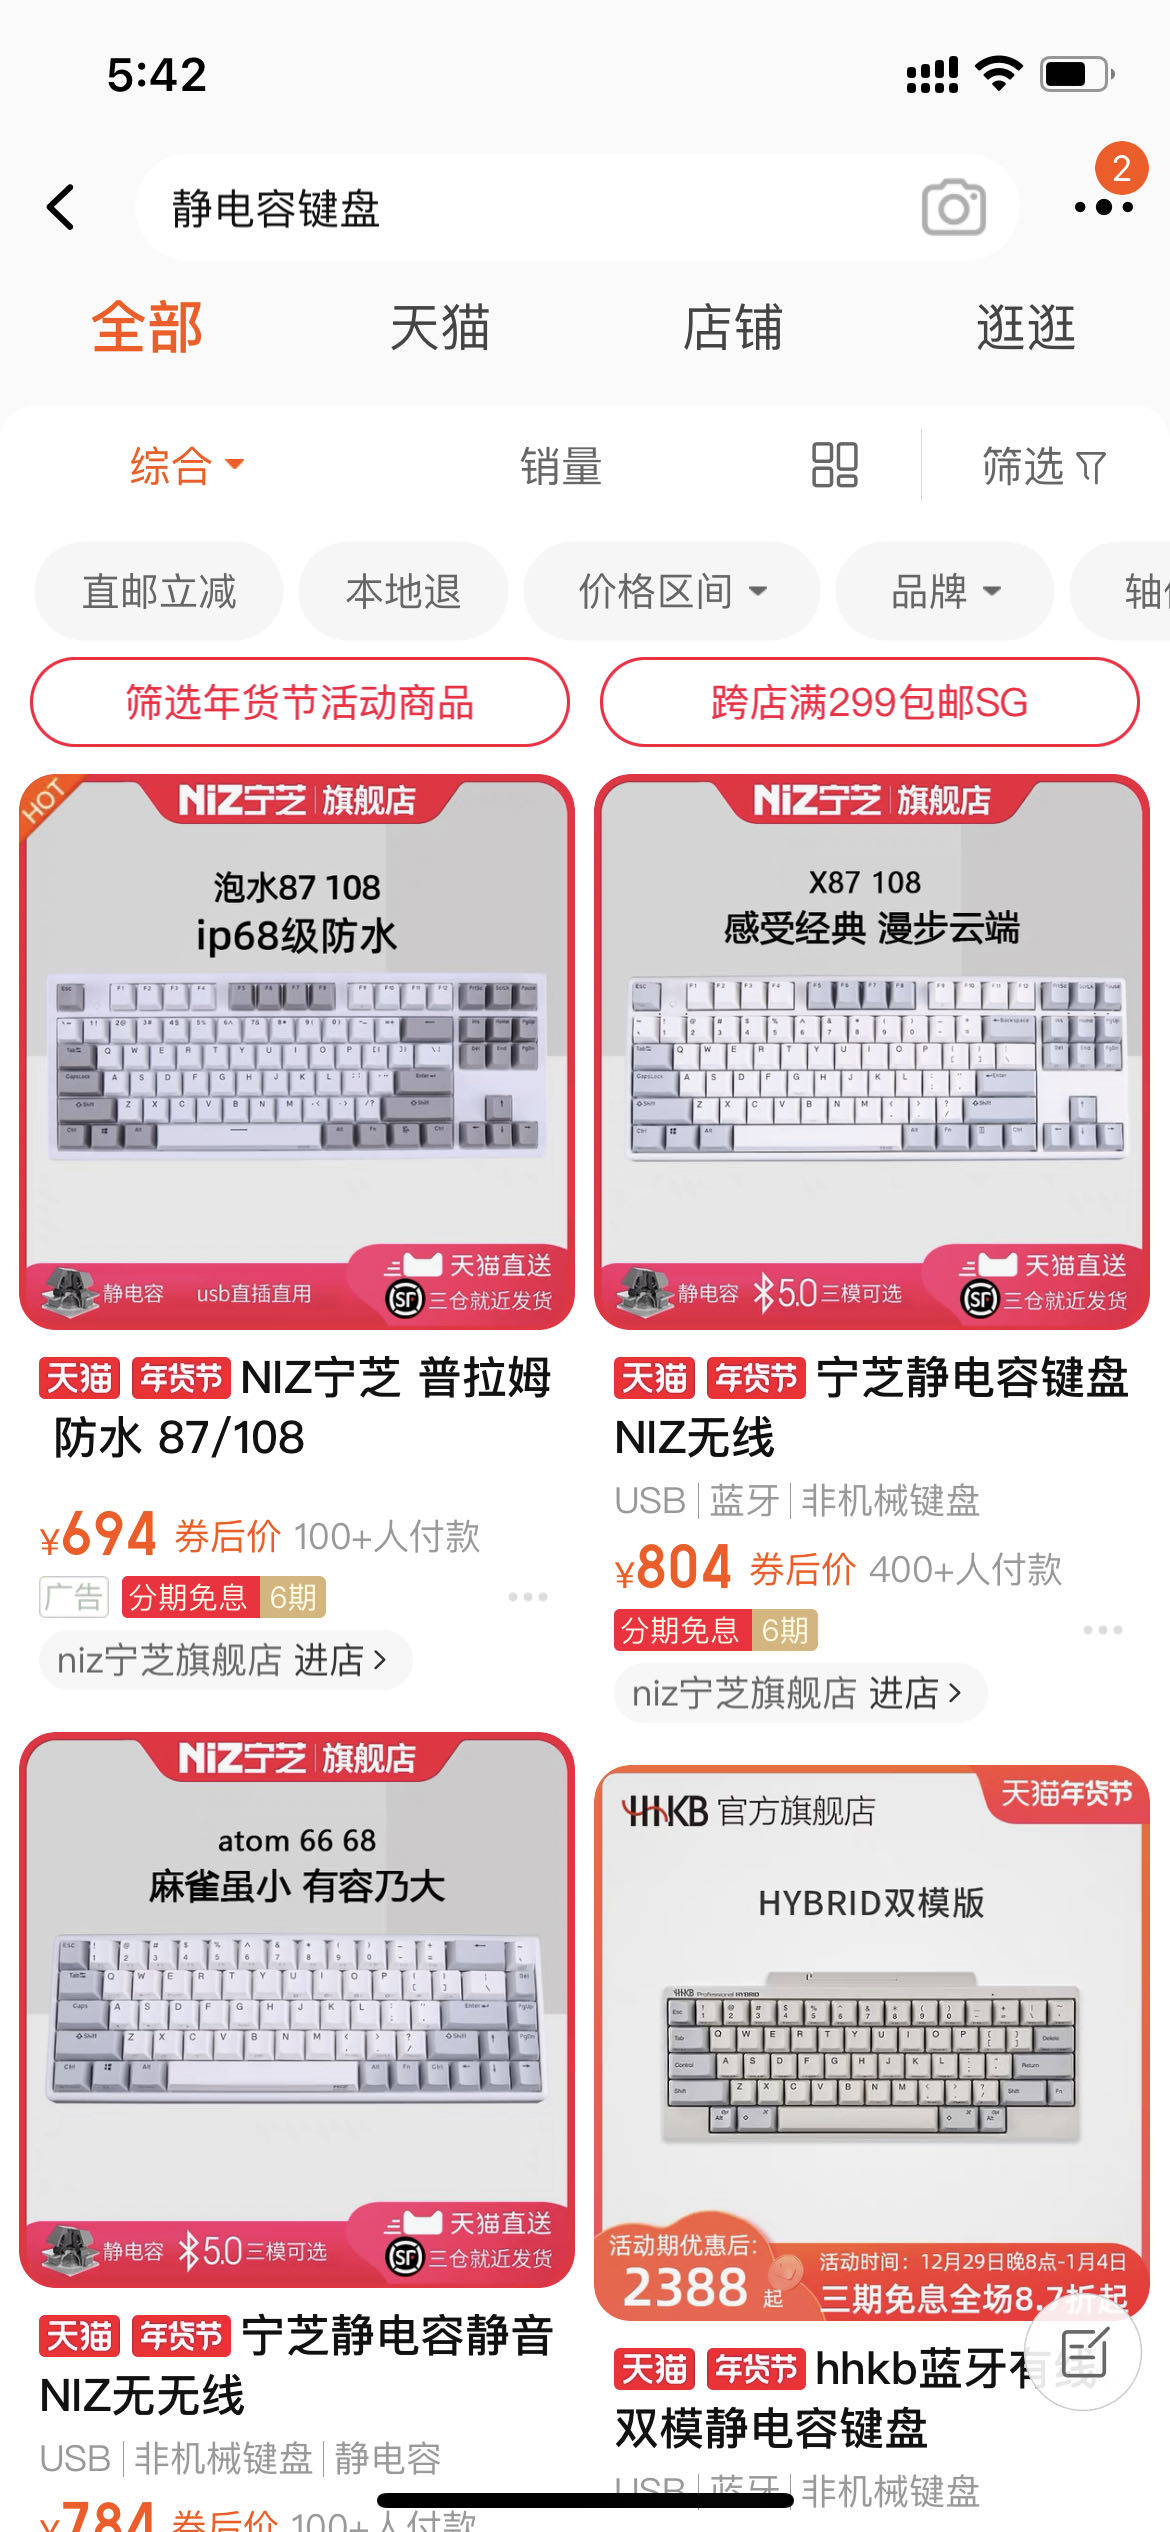 5:42
2
静电容键盘
全部 天猫 店铺 逛逛
综合 销量 筛选
直邮立减 本地退 价格区间 品牌
筛选年货节活动商品 跨店满299包邮SG
HOT
NiZ宁芝 旗舰店
泡水87 108
ip68级防水
静电容 usb直插直用
天猫直送
SF 三仓就近发货
天猫 年货节 NIZ宁芝 普拉姆
防水 87/108
¥694 券后价 100+人付款
广告 分期免息 6期
niz宁芝旗舰店 进店
NiZ宁芝 旗舰店
X87 108
感受经典 漫步云端
静电容 5.0 三模可选
天猫直送
SF 三仓就近发货
天猫 年货节 宁芝静电容键盘
NIZ无线
USB 蓝牙 非机械键盘
¥804 券后价 400+人付款
分期免息 6期
niz宁芝旗舰店 进店
NiZ宁芝 旗舰店
atom 66 68
麻雀虽小 有容乃大
静电容 5.0 三模可选
天猫直送
SF 三仓就近发货
天猫 年货节 宁芝静电容静音
NIZ无无线
USB 非机械键盘 静电容
¥784 券后价 100+人付款
HHKB 官方旗舰店
天猫年货节
HYBRID双模版
HHKB Professional HYBRID
活动期优惠后:
2388 起
活动时间：12月29日晚8点-1月4日
三期免息全场8.7折起
天猫 年货节 hhkb蓝牙有线
双模静电容键盘
USB 蓝牙 非机械键盘